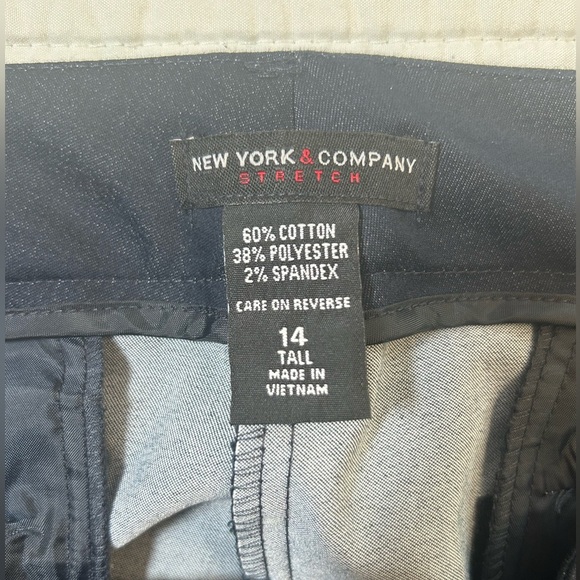 NEW YORK & COMPANY
STRETCH
60% COTTON
38% POLYESTER
2% SPANDEX
CARE ON REVERSE
14
TALL
MADE IN
VIETNAM